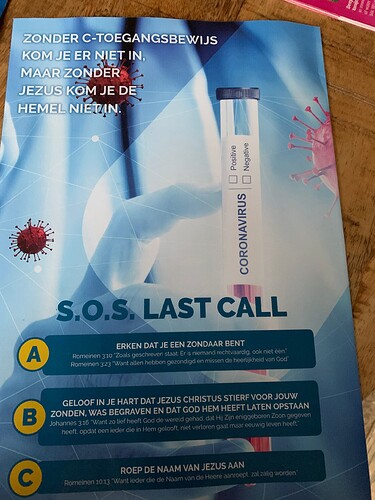 ZONDER C-TOEGANGSBEWIJS
KOM JE ER NIET IN,
MAAR ZONDER
JEZUS KOM JE DE
HEMEL NIET IN.
Positive
Negative
CORONAVIRUS
S.O.S. LAST CALL
A
ERKEN DAT JE EEN ZONDAAR BENT
Romeinen 3:10 "Zoals geschreven staat: Er is niemand rechtvaardig, ook niet één"
Romeinen 3:23 "Want allen hebben gezondigd en missen de heerlijkheid van God"
B
GELOOF IN JE HART DAT JEZUS CHRISTUS STIERF VOOR JOUW
ZONDEN, WAS BEGRAVEN EN DAT GOD HEM HEEFT LATEN OPSTAAN
Johannes 3:16 "Want zo lief heeft God de wereld gehad, dat Hij Zijn eniggeboren Zoon gegeven
heeft, opdat een ieder die in Hem gelooft, niet verloren gaat maar eeuwig leven heeft."
C
ROEP DE NAAM VAN JEZUS AAN
Romeinen 10:13 "Want ieder die de Naam van de Heere aanroept, zal zalig worden"